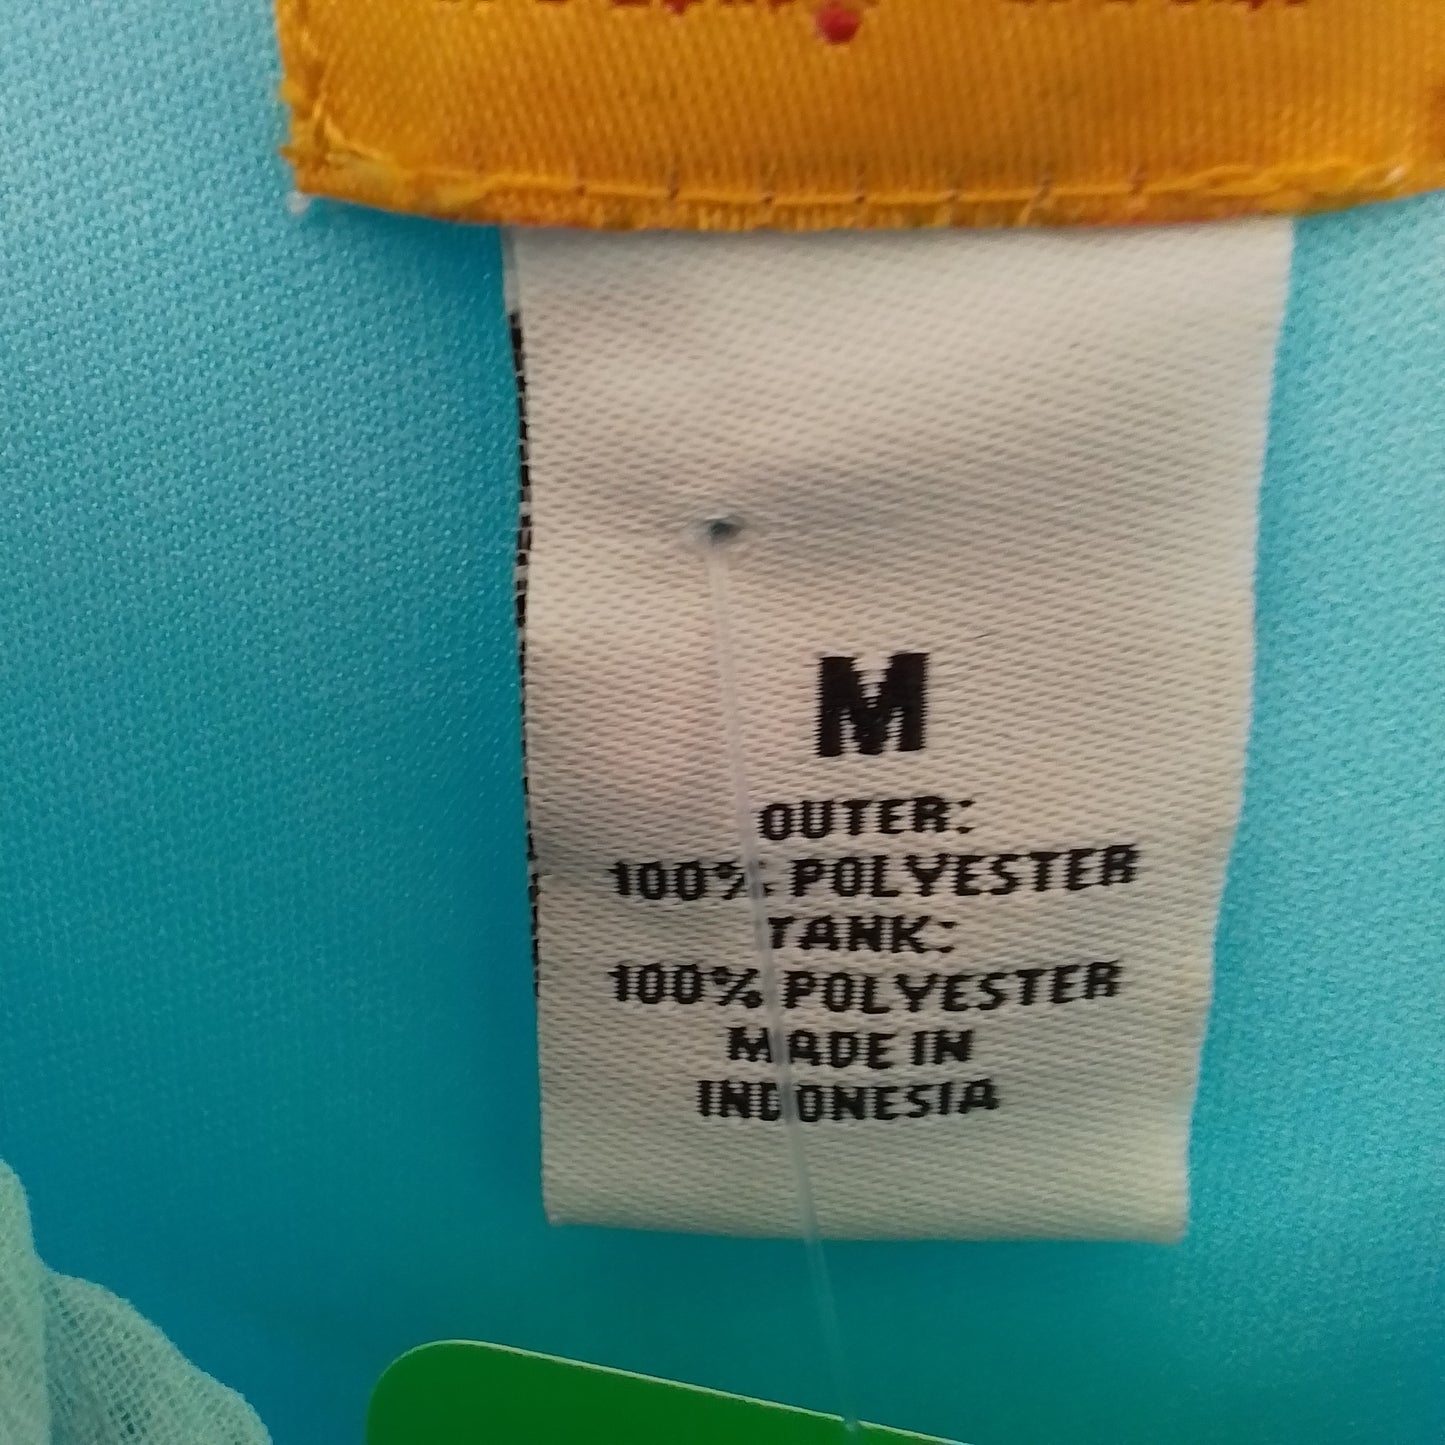 M
OUTER:
100% POLYESTER
TANK:
100% POLYESTER
MADE IN
INDONESIA